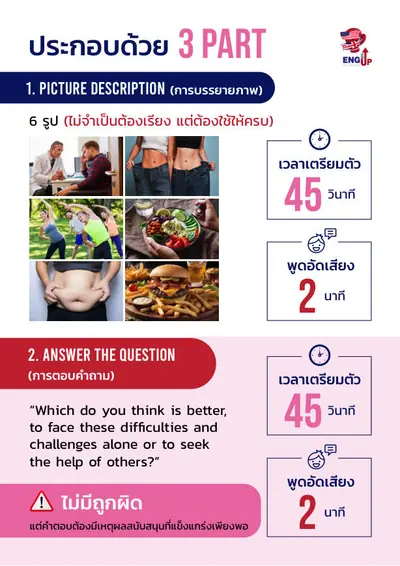 ประกอบด้วย 3 PART
ENG UP
1. PICTURE DESCRIPTION (การบรรยายภาพ)
6 รูป (ไม่จำเป็นต้องเรียง แต่ต้องใช้ให้ครบ)
เวลาเตรียมตัว
45 วินาที
พูดอัดเสียง
2 นาที
2. ANSWER THE QUESTION
(การตอบคำถาม)
“Which do you think is better,
to face these difficulties and
challenges alone or to seek
the help of others?”
เวลาเตรียมตัว
45 วินาที
พูดอัดเสียง
2 นาที
ไม่มีถูกผิด
แต่คำตอบต้องมีเหตุผลสนับสนุนที่แข็งแกร่งเพียงพอ